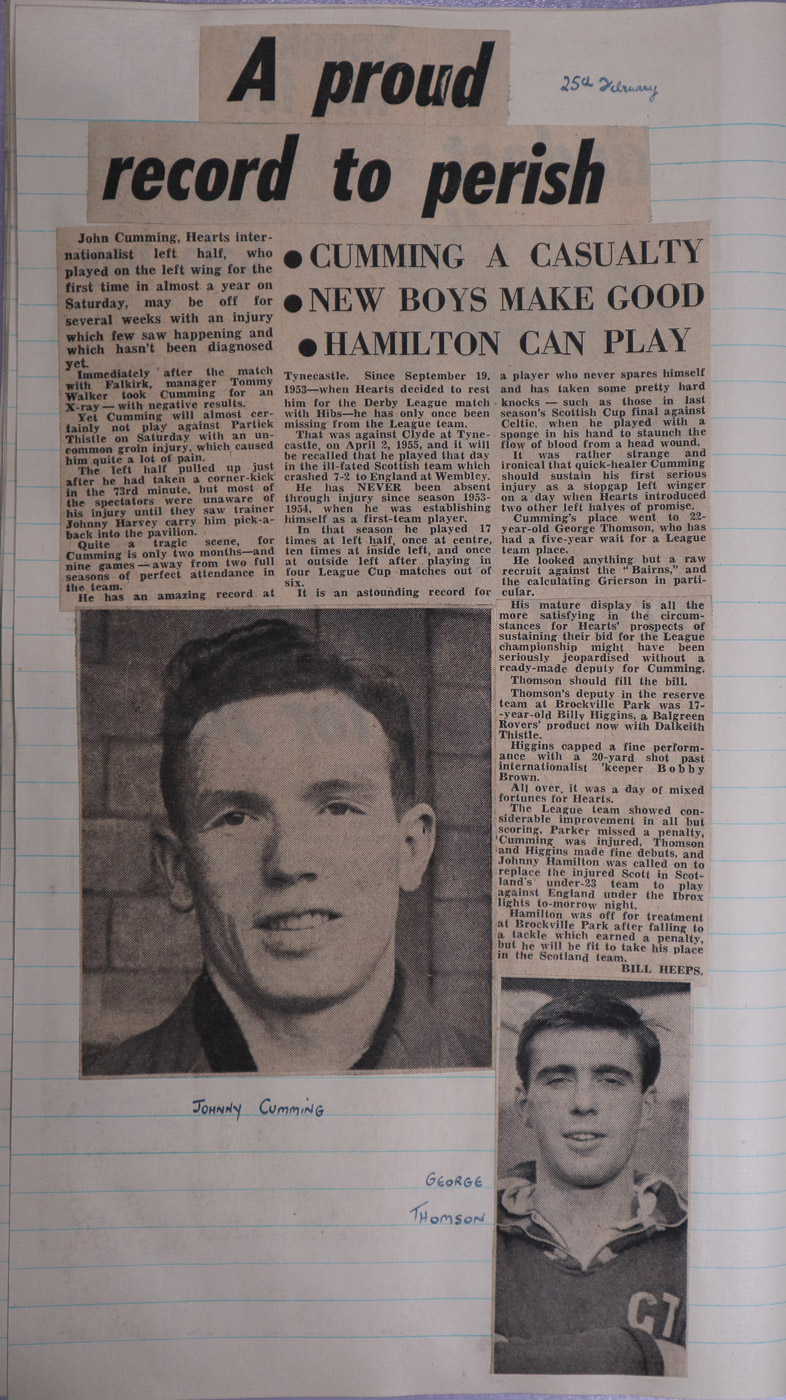 A proud
25th February
record to perish
John Cumming, Hearts inter-
nationalist left half, who
played on the left wing for the
first time in almost a year on
Saturday, may be off for
several weeks with an injury
which few saw happening and
which hasn't been diagnosed
yet.
Immediately after the match
with Falkirk, manager Tommy
Walker took Cumming for an
X-ray — with negative results.
Yet Cumming will almost cer-
tainly not play against Partick
Thistle on Saturday with an un-
common groin injury, which caused
him quite a lot of pain.
The left half pulled up just
after he had taken a corner-kick
in the 73rd minute, but most of
the spectators were unaware of
his injury until they saw trainer
Johnny Harvey carry him pick-a-
back into the pavilion.
Quite a tragic scene, for
Cumming is only two months—and
nine games — away from two full
seasons of perfect attendance in
the team.
He has an amazing record at
● CUMMING A CASUALTY
● NEW BOYS MAKE GOOD
● HAMILTON CAN PLAY
Tynecastle. Since September 19,
1953—when Hearts decided to rest
him for the Derby League match
with Hibs—he has only once been
missing from the League team.
That was against Clyde at Tyne-
castle, on April 2, 1955, and it will
be recalled that he played that day
in the ill-fated Scottish team which
crashed 7-2 to England at Wembley.
He has NEVER been absent
through injury since season 1953-
1954, when he was establishing
himself as a first-team player.
In that season he played 17
times at left half, once at centre,
ten times at inside left, and once
at outside left after playing in
four League Cup matches out of
six.
It is an astounding record for
a player who never spares himself
and has taken some pretty hard
knocks — such as those in last
season's Scottish Cup final against
Celtic, when he played with a
sponge in his hand to staunch the
flow of blood from a head wound.
It was rather strange and
ironical that quick-healer Cumming
should sustain his first serious
injury as a stopgap left winger
on a day when Hearts introduced
two other left halves of promise.
Cumming's place went to 22-
year-old George Thomson, who has
had a five-year wait for a League
team place.
He looked anything but a raw
recruit against the "Bairns," and
the calculating Grierson in parti-
cular.
His mature display is all the
more satisfying in the circum-
stances for Hearts' prospects of
sustaining their bid for the League
championship might have been
seriously jeopardised without a
ready-made deputy for Cumming.
Thomson should fill the bill.
Thomson's deputy in the reserve
team at Brockville Park was 17-
-year-old Billy Higgins, a Balgreen
Rovers' product now with Dalkeith
Thistle.
Higgins capped a fine perform-
ance with a 20-yard shot past
internationalist 'keeper Bobby
Brown.
All over, it was a day of mixed
fortunes for Hearts.
The League team showed con-
siderable improvement in all but
scoring, Parker missed a penalty,
Cumming was injured, Thomson
and Higgins made fine debuts, and
Johnny Hamilton was called on to
replace the injured Scott in Scot-
land's under-23 team to play
against England under the Ibrox
lights to-morrow night.
Hamilton was off for treatment
at Brockville Park after falling to
a tackle which earned a penalty,
but he will be fit to take his place
in the Scotland team.
BILL HEEPS.
JOHNNY CUMMING
GEORGE
THOMSON
GT